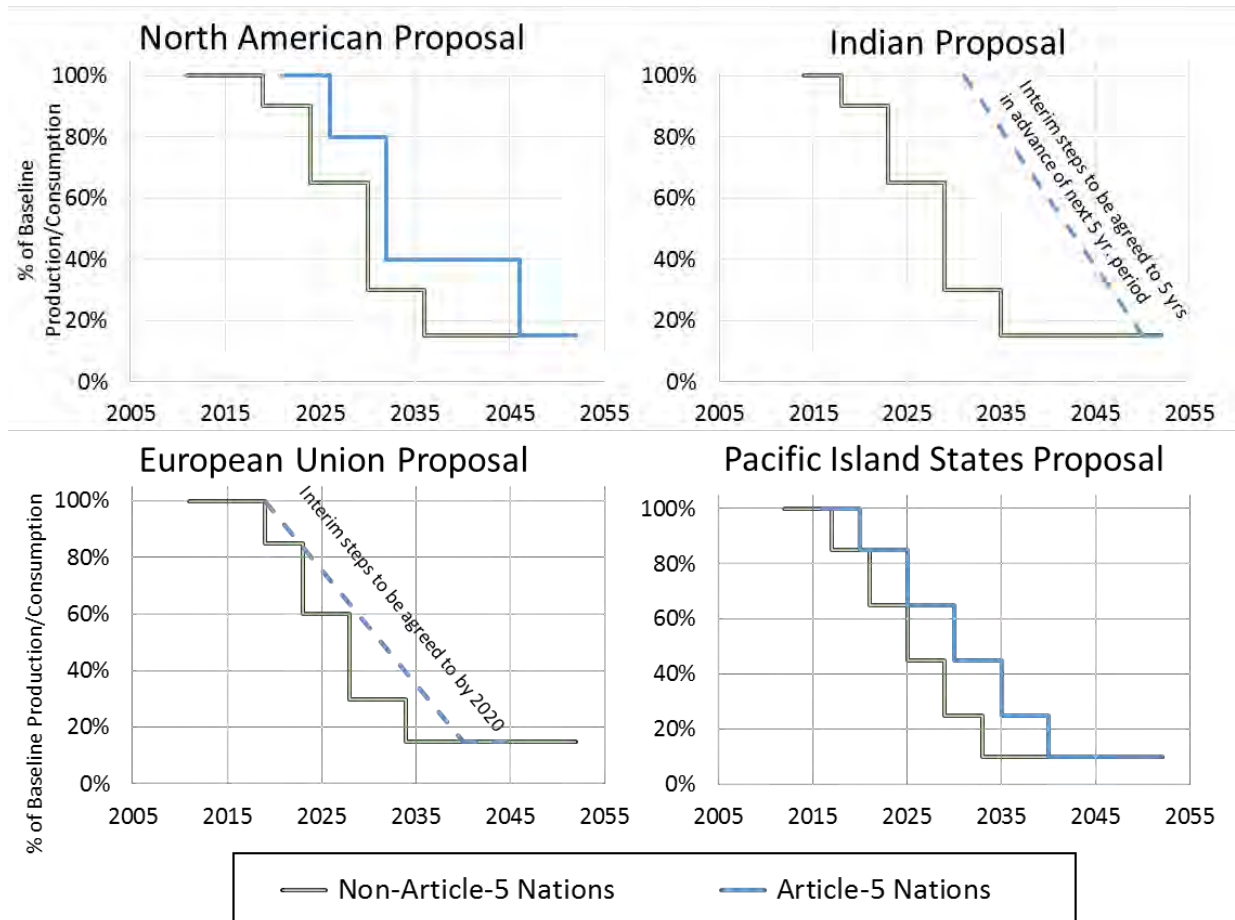 North American Proposal
% of Baseline
Production/Consumption
100%
80%
60%
40%
20%
0%
2005 2015 2025 2035 2045 2055
Indian Proposal
100%
80%
60%
40%
20%
0%
Interim steps to be agreed to 5 yrs
in advance of next 5 yr. period
2005 2015 2025 2035 2045 2055
European Union Proposal
% of Baseline Production/Consumption
100%
80%
60%
40%
20%
0%
Interim steps to be agreed to by 2020
2005 2015 2025 2035 2045 2055
Pacific Island States Proposal
100%
80%
60%
40%
20%
0%
2005 2015 2025 2035 2045 2055
Non-Article-5 Nations
Article-5 Nations